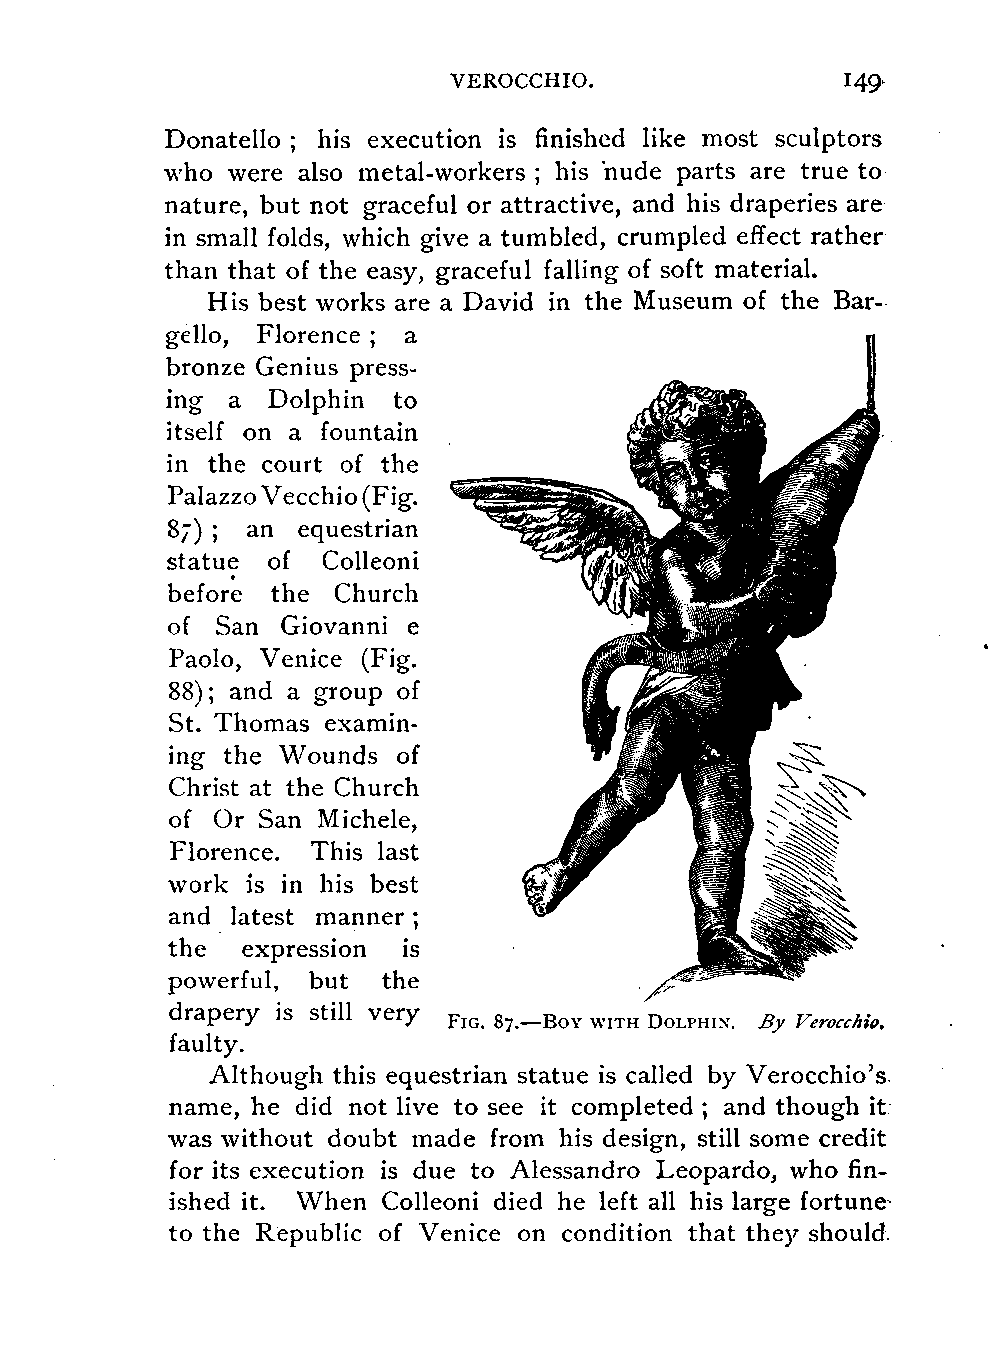 VEROCCHIO. 149
Donatello ; his execution is finished like most sculptors
who were also metal-workers ; his nude parts are true to
nature, but not graceful or attractive, and his draperies are
in small folds, which give a tumbled, crumpled effect rather
than that of the easy, graceful falling of soft material.
His best works are a David in the Museum of the Bar-
gello, Florence ; a
bronze Genius press-
ing a Dolphin to
itself on a fountain
in the court of the
Palazzo Vecchio (Fig.
87) ; an equestrian
statue of Colleoni
before the Church
of San Giovanni e
Paolo, Venice (Fig.
88); and a group of
St. Thomas examin-
ing the Wounds of
Christ at the Church
of Or San Michele,
Florence. This last
work is in his best
and latest manner ;
the expression is
powerful, but the
drapery is still very
faulty.
FIG. 87.—BOY WITH DOLPHIN. By Verocchio.
Although this equestrian statue is called by Verocchio's
name, he did not live to see it completed ; and though it
was without doubt made from his design, still some credit
for its execution is due to Alessandro Leopardo, who fin-
ished it. When Colleoni died he left all his large fortune
to the Republic of Venice on condition that they should